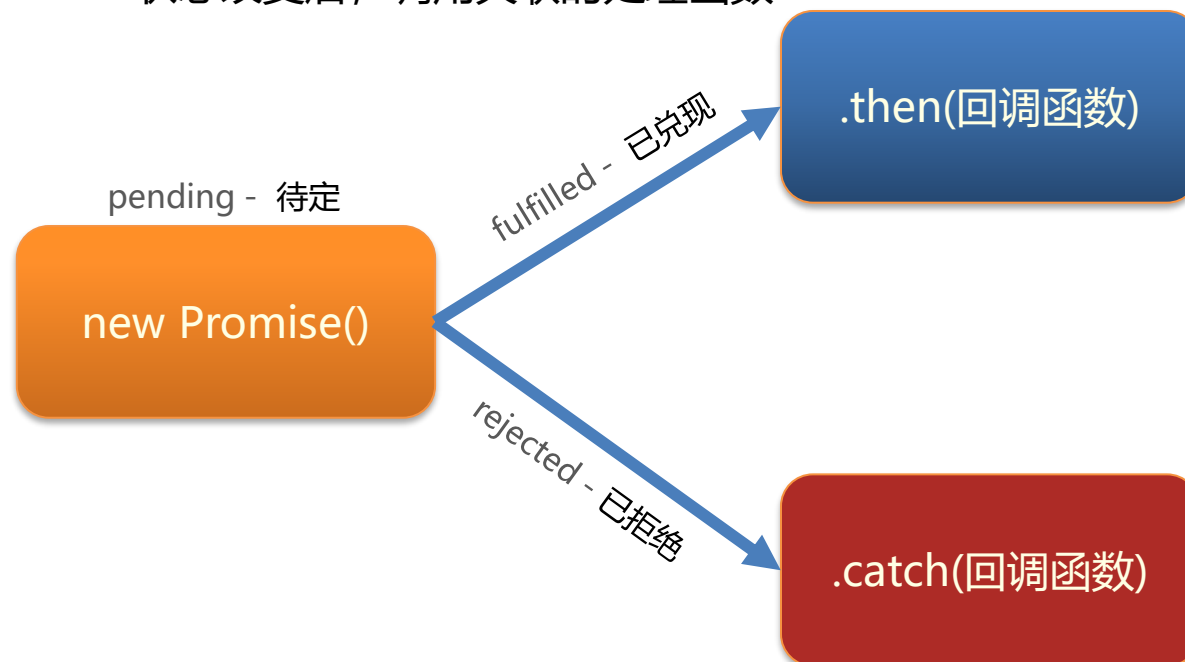 pending - 待定
new Promise()
fulfilled - 已兑现
.then(回调函数)
rejected - 已拒绝
.catch(回调函数)